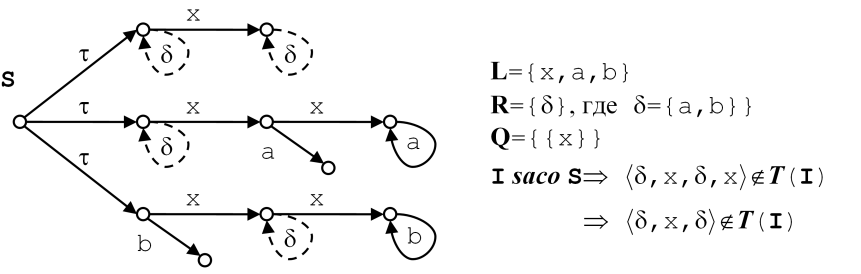 x
δ δ
τ
S
L={x,a,b}
R={δ}, где δ={a,b}}
τ x x
Q={{x}}
δ a a
τ
I saco S⇒ ⟨δ,x,δ,x⟩∉T(I)
x x
⇒ ⟨δ,x,δ⟩∉T(I)
b δ b